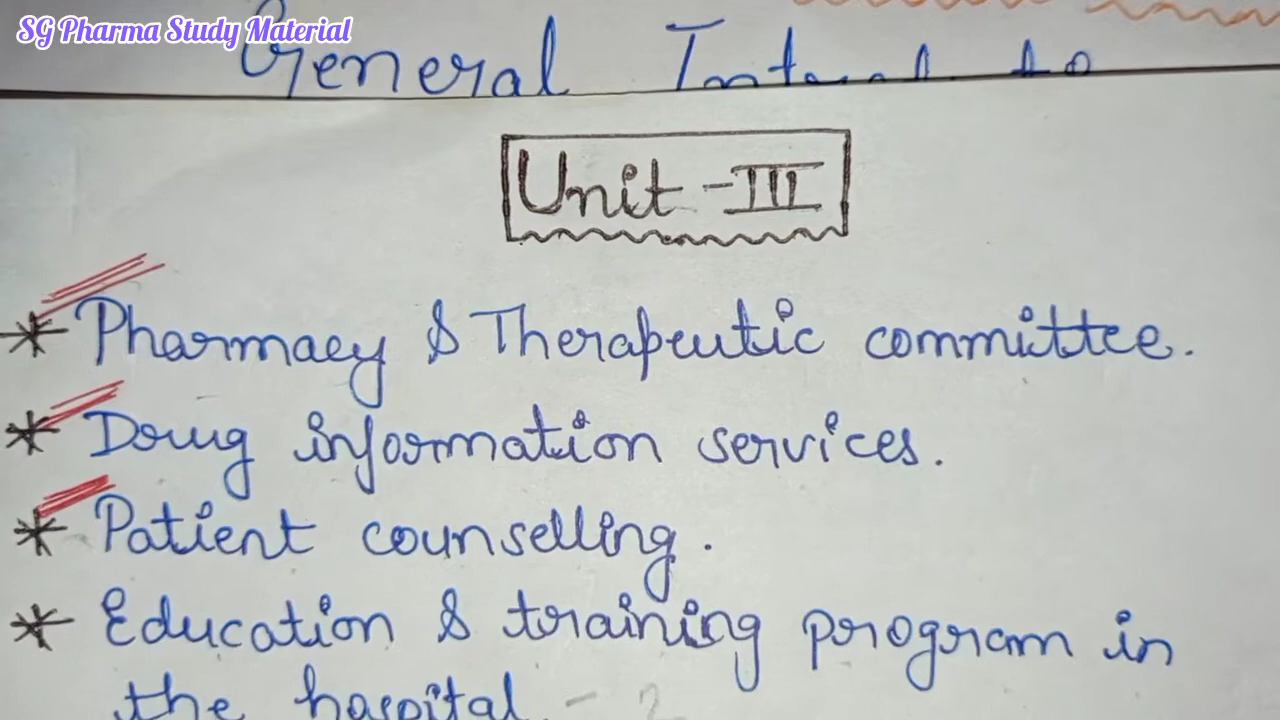 SG Pharma Study Material
General
Unit-III
* Pharmacy & Therapeutic committee.
* Drug information services.
* Patient counselling.
* Education & training program in
the hospital